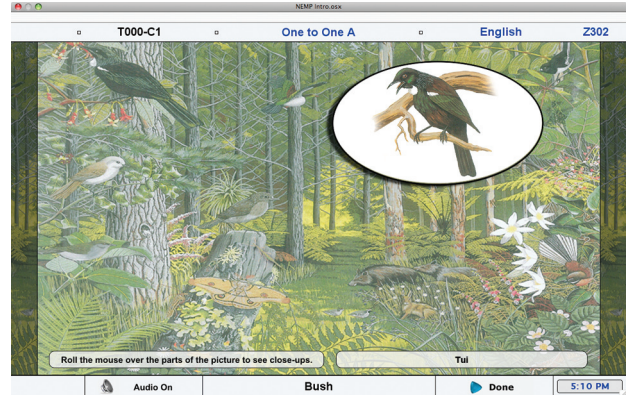 NEMP Intro.osx
T000-C1 One to One A English Z302
Roll the mouse over the parts of the picture to see close-ups. Tui
Audio On Bush Done 5:10 PM